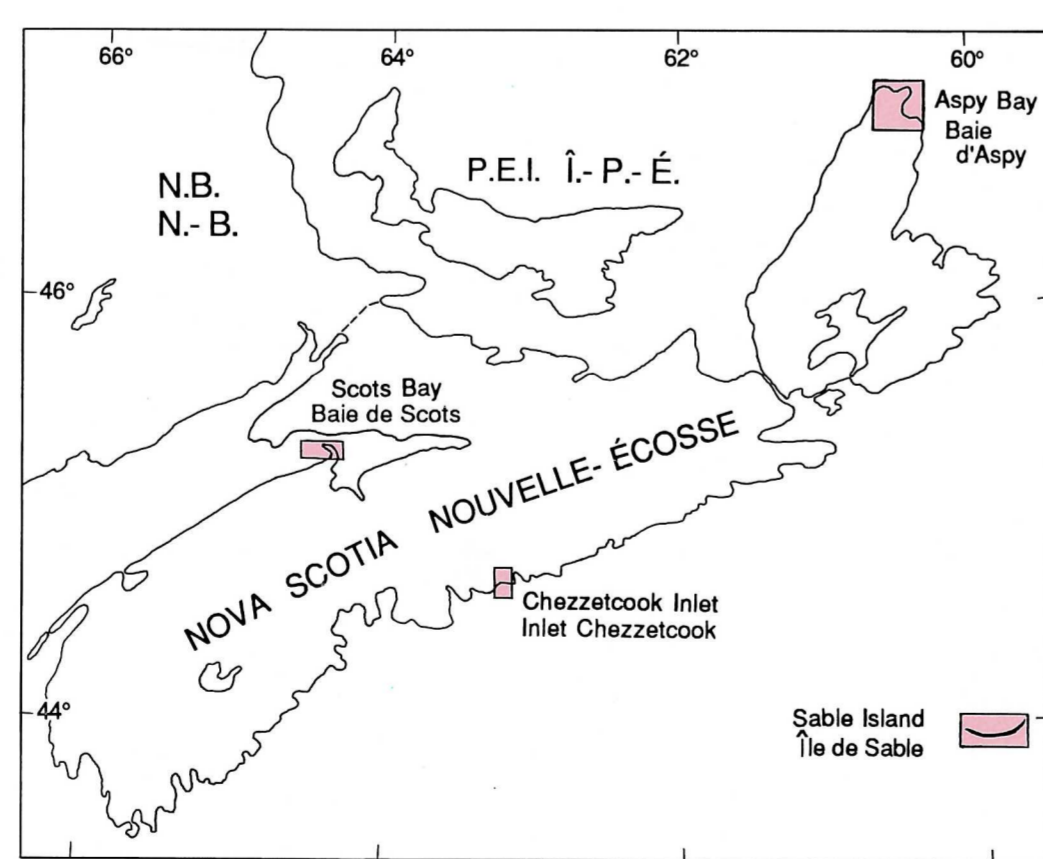 66°
64°
62°
60°
Aspy Bay
Baie
d'Aspy
P.E.I. Î.- P.- É.
N.B.
N.- B.
46°
Scots Bay
Baie de Scots
NOVA SCOTIA NOUVELLE- ÉCOSSE
Chezzetcook Inlet
Inlet Chezzetcook
44°
Sable Island
Île de Sable